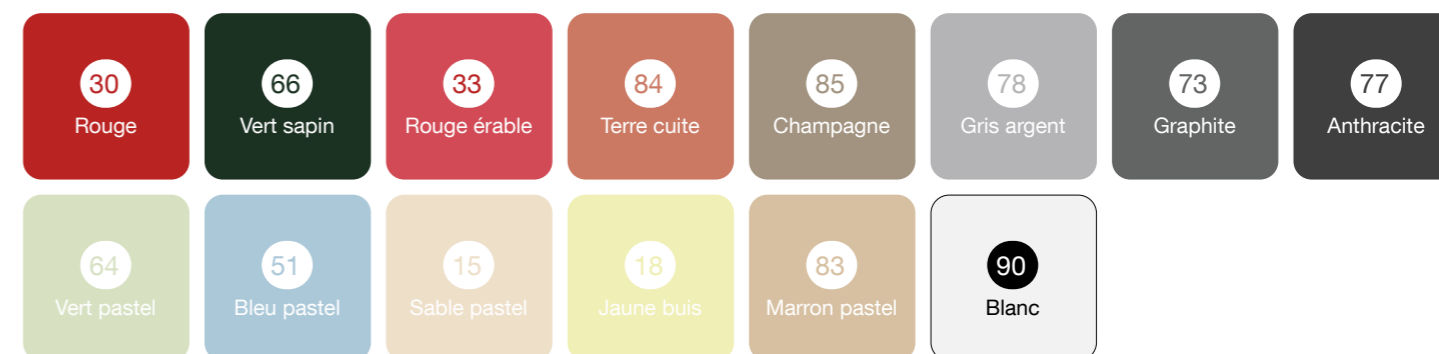 30
Rouge
66
Vert sapin
33
Rouge érable
84
Terre cuite
85
Champagne
78
Gris argent
73
Graphite
77
Anthracite
64
Vert pastel
51
Bleu pastel
15
Sable pastel
18
Jaune buis
83
Marron pastel
90
Blanc